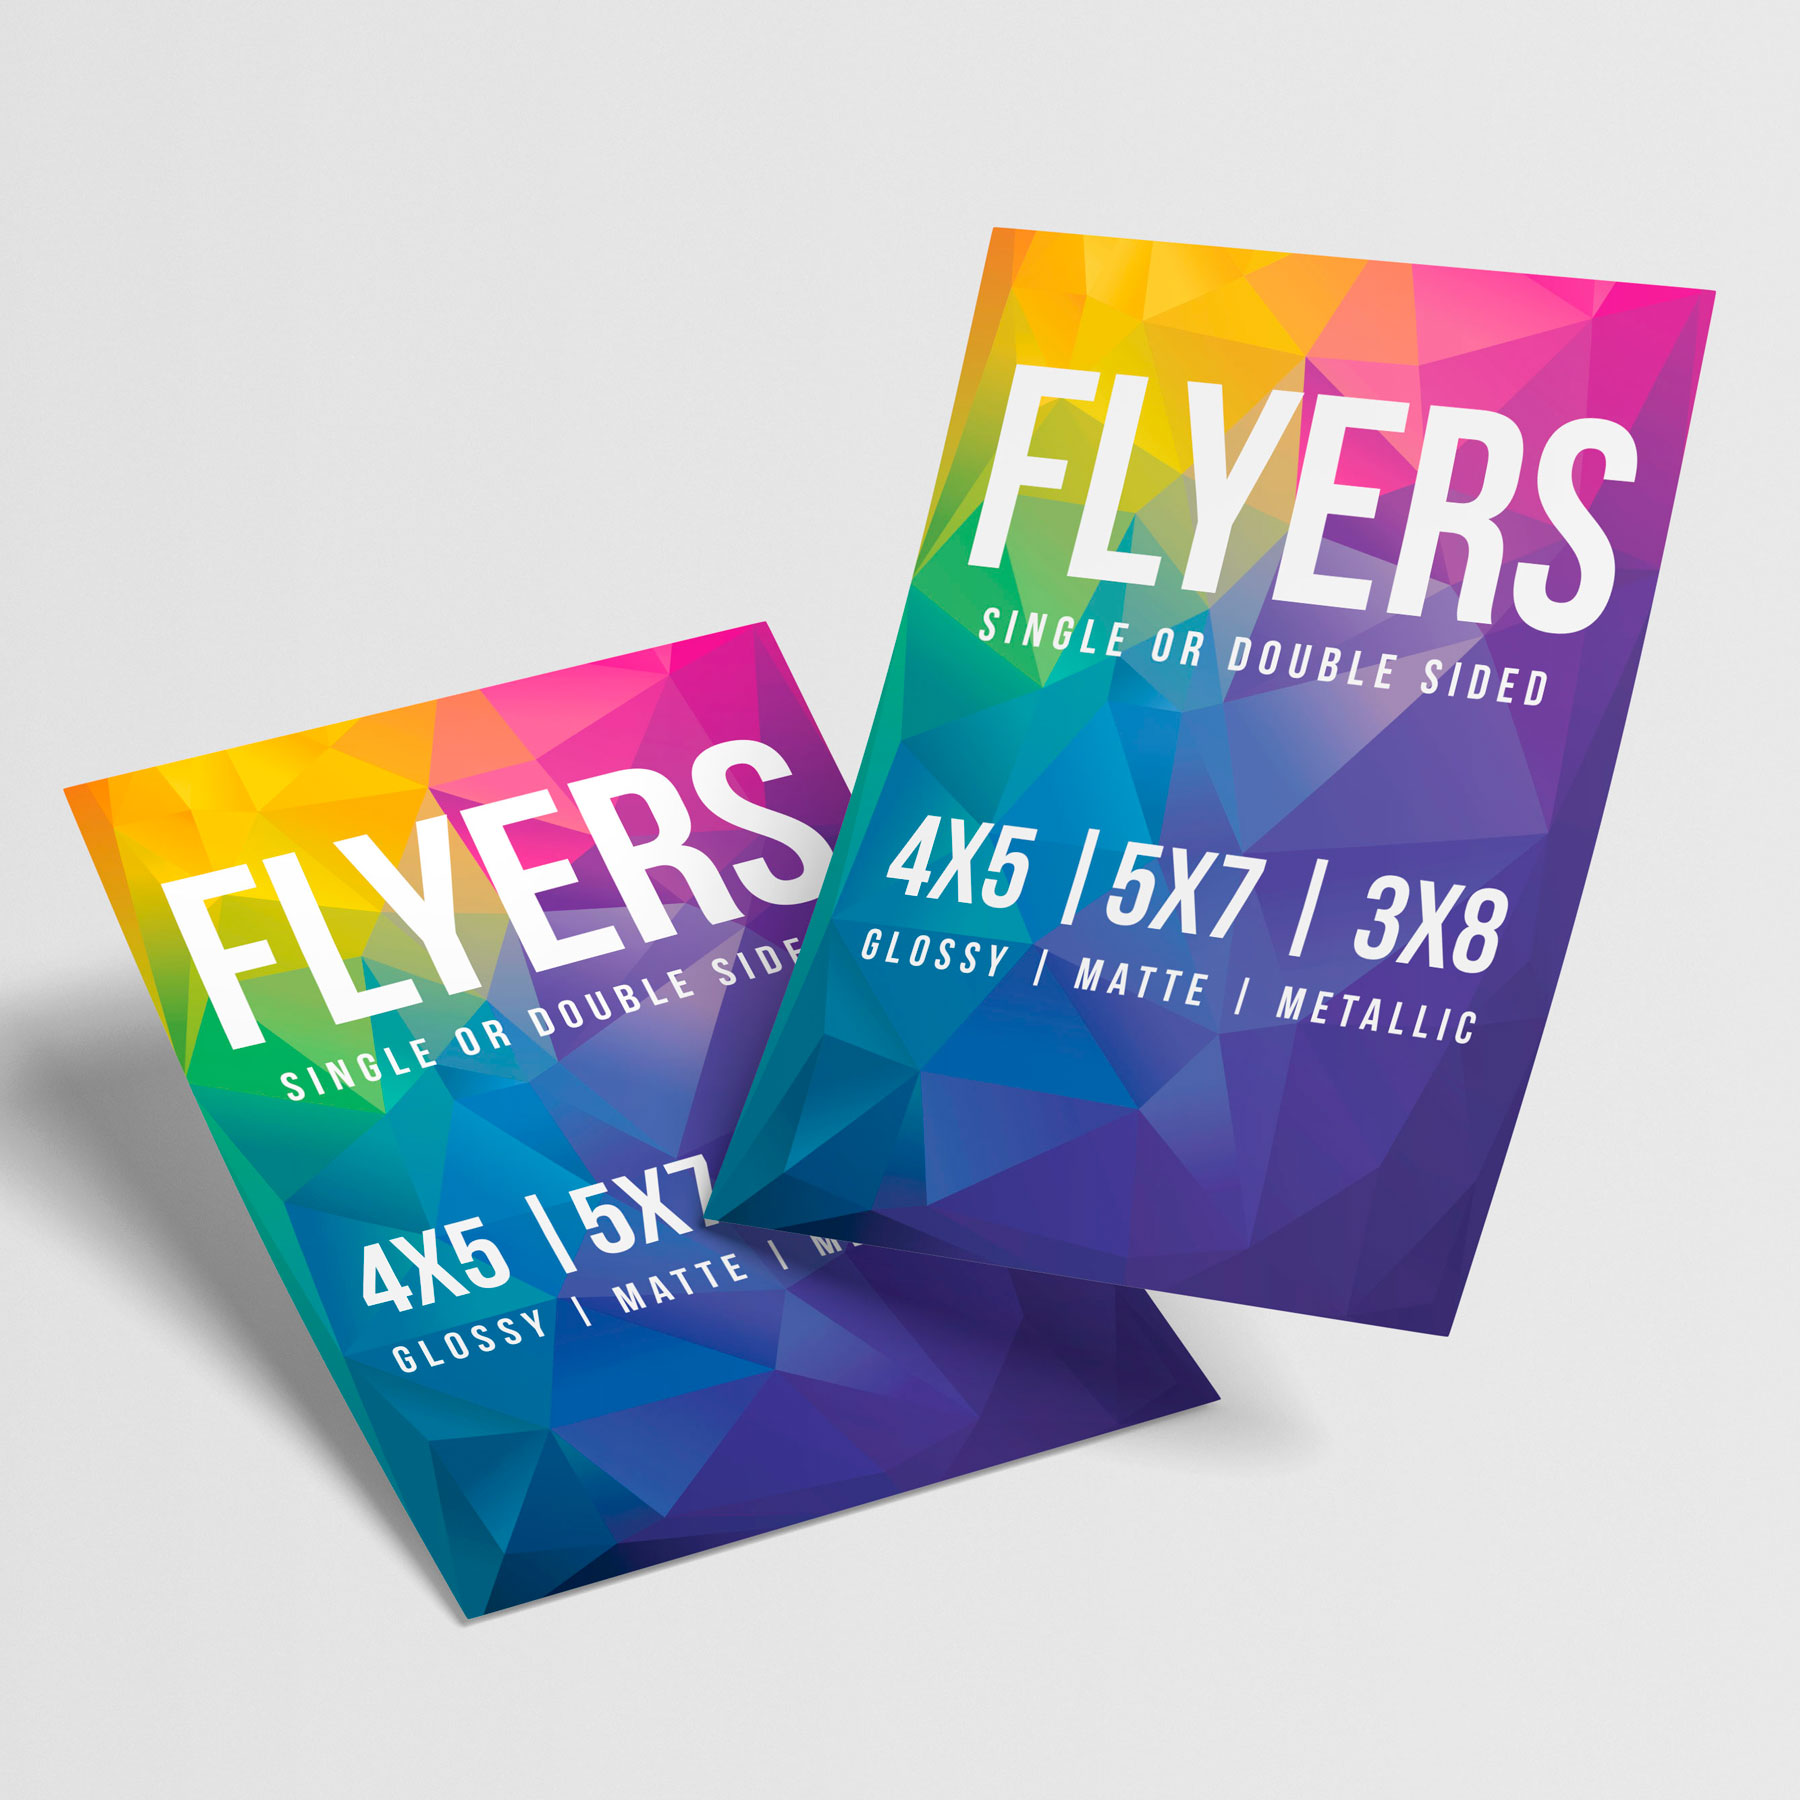 FLYERS
SINGLE OR DOUBLE SIDED
4X5 | 5X7 | 3X8
GLOSSY | MATTE | METALLIC
FLYERS
SINGLE OR DOUBLE
4X5 | 5X7
GLOSSY | MATTE |